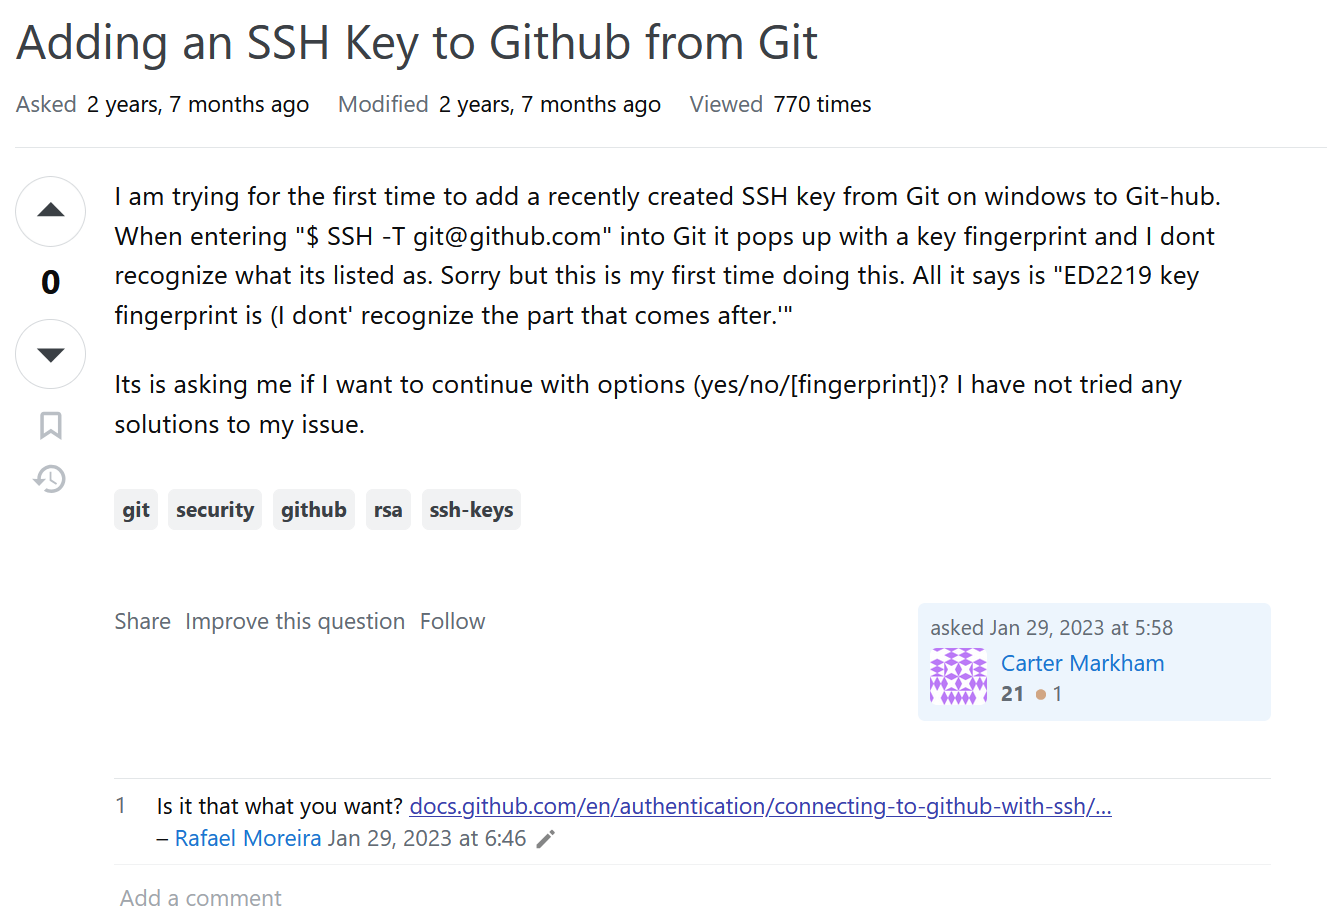 Adding an SSH Key to Github from Git
Asked 2 years, 7 months ago Modified 2 years, 7 months ago Viewed 770 times
I am trying for the first time to add a recently created SSH key from Git on windows to Git-hub.
When entering "$ SSH -T git@github.com" into Git it pops up with a key fingerprint and I dont
recognize what its listed as. Sorry but this is my first time doing this. All it says is "ED2219 key
fingerprint is (I dont' recognize the part that comes after.'"
0
Its is asking me if I want to continue with options (yes/no/[fingerprint])? I have not tried any
solutions to my issue.
git security github rsa ssh-keys
Share Improve this question Follow
asked Jan 29, 2023 at 5:58
Carter Markham
21 1
1 Is it that what you want? docs.github.com/en/authentication/connecting-to-github-with-ssh/...
– Rafael Moreira Jan 29, 2023 at 6:46
Add a comment